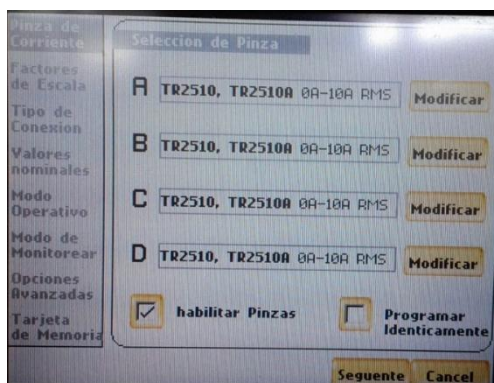 Pinza de
Corriente
Factores
de Escala
Tipo de
Conexion
Valores
nominales
Modo
Operativo
Modo de
Monitorear
Opciones
Avanzadas
Tarjeta
de Memoria
Seleccion de Pinza
A TR2510, TR2510A 0A-10A RMS Modificar
B TR2510, TR2510A 0A-10A RMS Modificar
C TR2510, TR2510A 0A-10A RMS Modificar
D TR2510, TR2510A 0A-10A RMS Modificar
habilitar Pinzas
Programar
Identicamente
Seguente Cancel